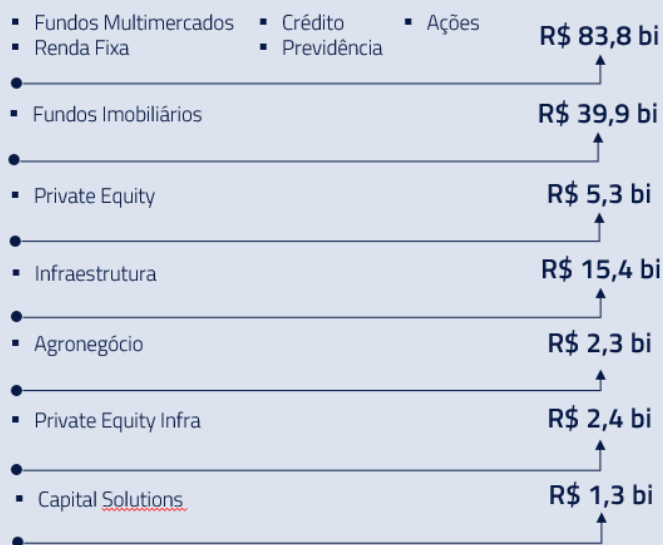 ▪ Fundos Multimercados ▪ Crédito ▪ Ações
▪ Renda Fixa ▪ Previdência
R$ 83,8 bi
▪ Fundos Imobiliários R$ 39,9 bi
▪ Private Equity R$ 5,3 bi
▪ Infraestrutura R$ 15,4 bi
▪ Agronegócio R$ 2,3 bi
▪ Private Equity Infra R$ 2,4 bi
▪ Capital Solutions R$ 1,3 bi